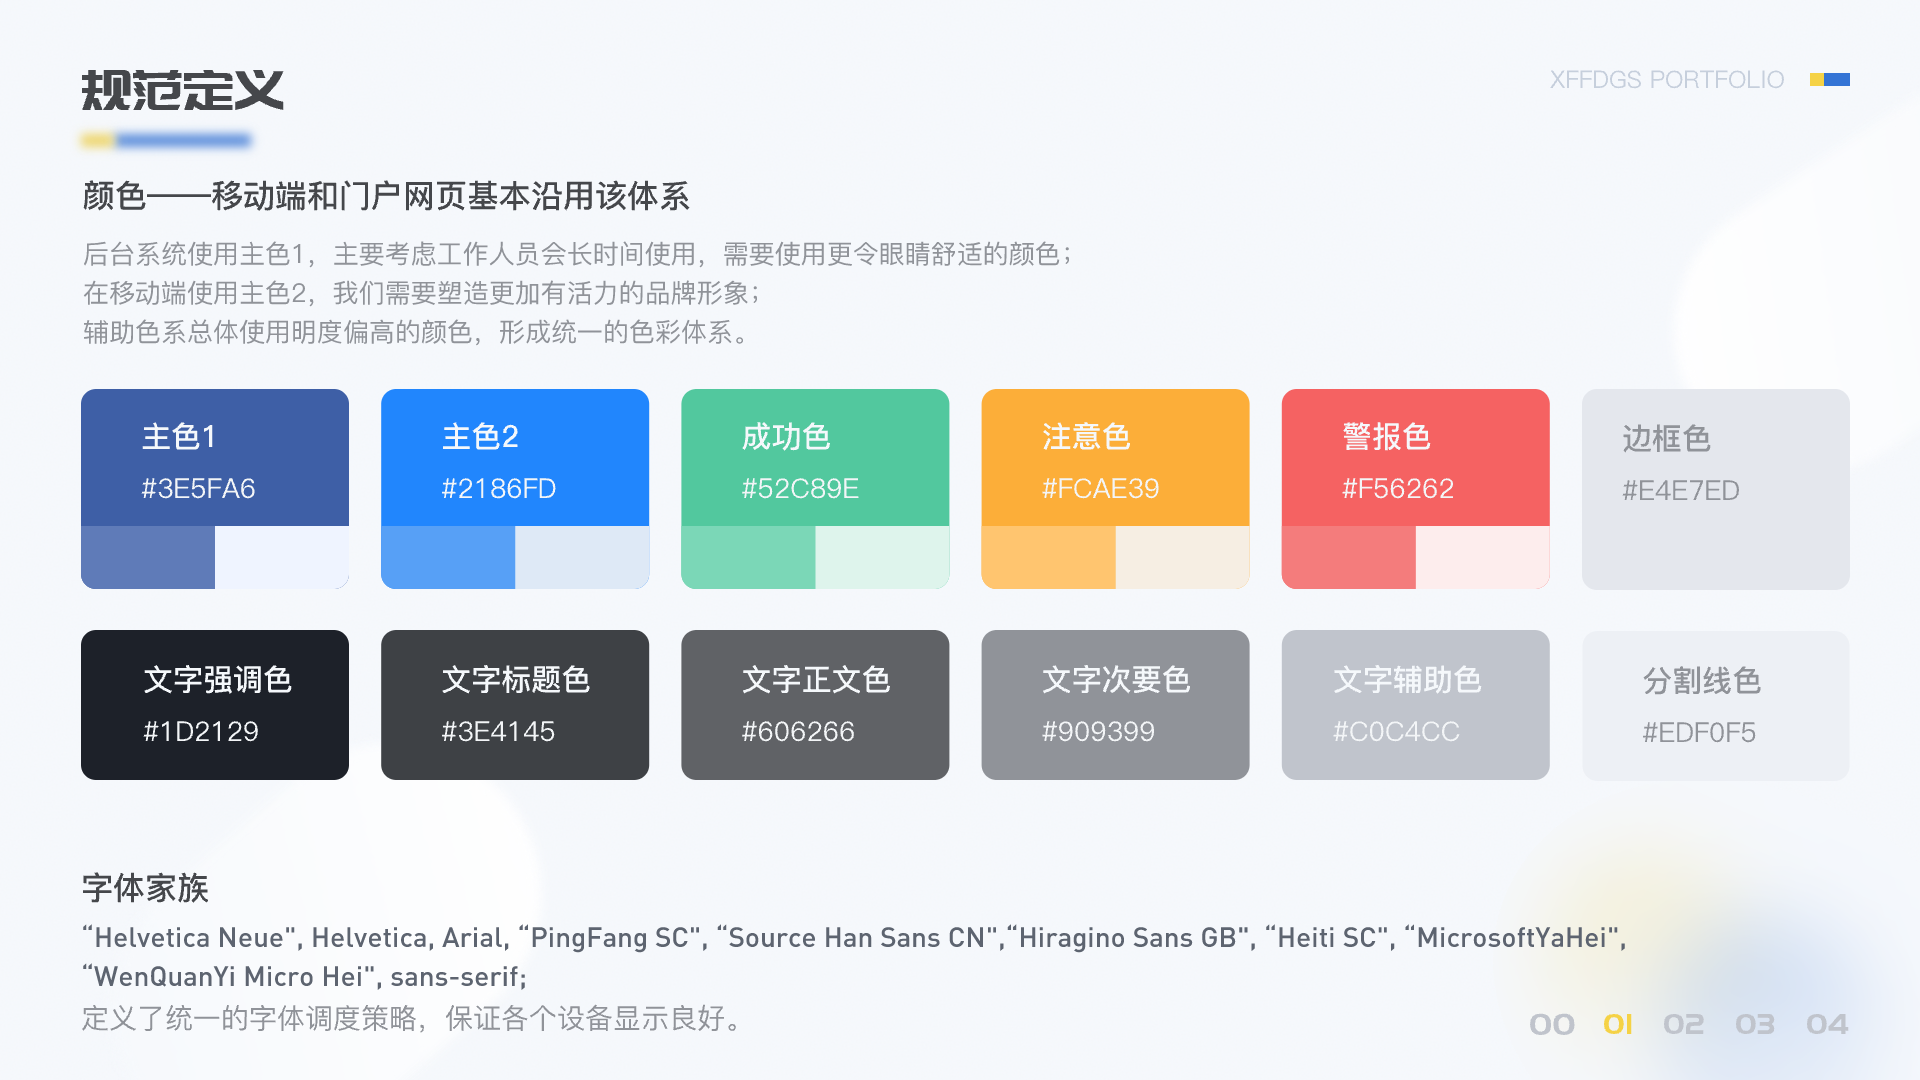 规范定义
XFFDGS PORTFOLIO
颜色——移动端和门户网页基本沿用该体系
后台系统使用主色1，主要考虑工作人员会长时间使用，需要使用更令眼睛舒适的颜色；
在移动端使用主色2，我们需要塑造更加有活力的品牌形象；
辅助色系总体使用明度偏高的颜色，形成统一的色彩体系。
主色1
#3E5FA6
主色2
#2186FD
成功色
#52C89E
注意色
#FCAE39
警报色
#F56262
边框色
#E4E7ED
文字强调色
#1D2129
文字标题色
#3E4145
文字正文色
#606266
文字次要色
#909399
文字辅助色
#C0C4CC
分割线色
#EDF0F5
字体家族
“Helvetica Neue", Helvetica, Arial, “PingFang SC", “Source Han Sans CN",“Hiragino Sans GB", “Heiti SC", “MicrosoftYaHei",
“WenQuanYi Micro Hei", sans-serif;
定义了统一的字体调度策略，保证各个设备显示良好。
00 01 02 03 04